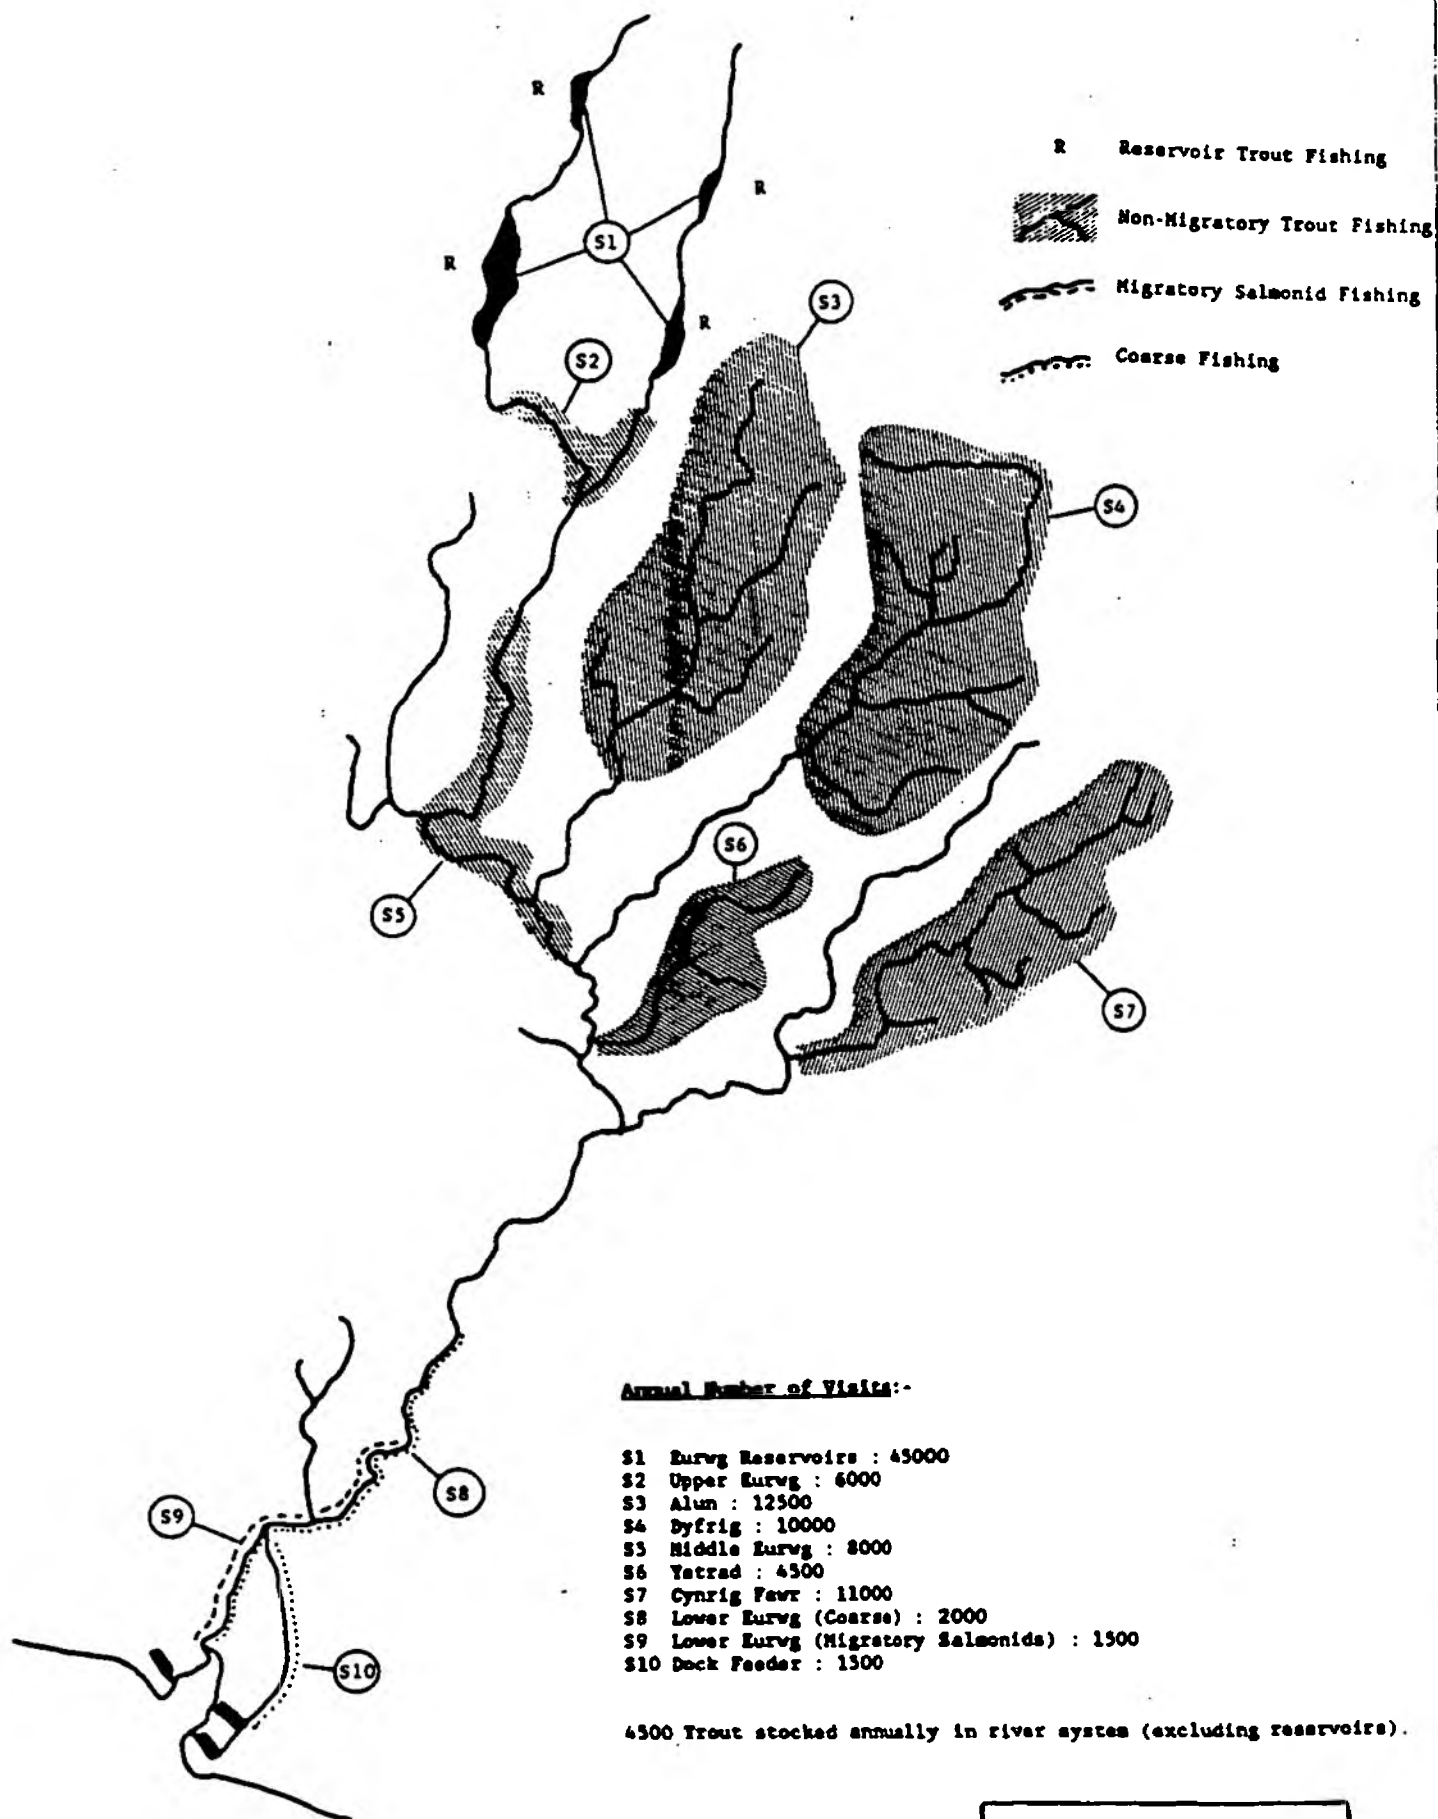 R
R
R
R
S1
S2
S3
S4
S5
S6
S7
S8
S9
S10
R Reservoir Trout Fishing
Non-Migratory Trout Fishing
Migratory Salmonid Fishing
Coarse Fishing
Annual Number of Visits:-
S1 Eurwg Reservoirs : 45000
S2 Upper Eurwg : 6000
S3 Alun : 12500
S4 Dyfrig : 10000
S5 Middle Eurwg : 8000
S6 Ystrad : 4500
S7 Cynrig Fawr : 11000
S8 Lower Eurwg (Coarse) : 2000
S9 Lower Eurwg (Migratory Salmonids) : 1500
S10 Dock Feeder : 1500
4500 Trout stocked annually in river system (excluding reservoirs).